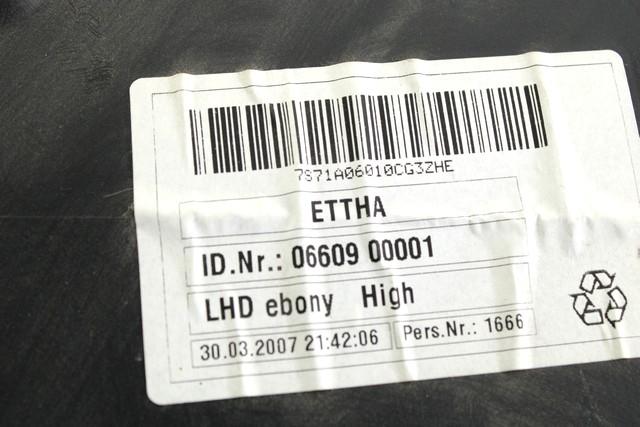 7S71A06010CG3ZHE
ETTHA
ID.Nr.: 06609 00001
LHD ebony High
30.03.2007 21:42:06 Pers.Nr.: 1666